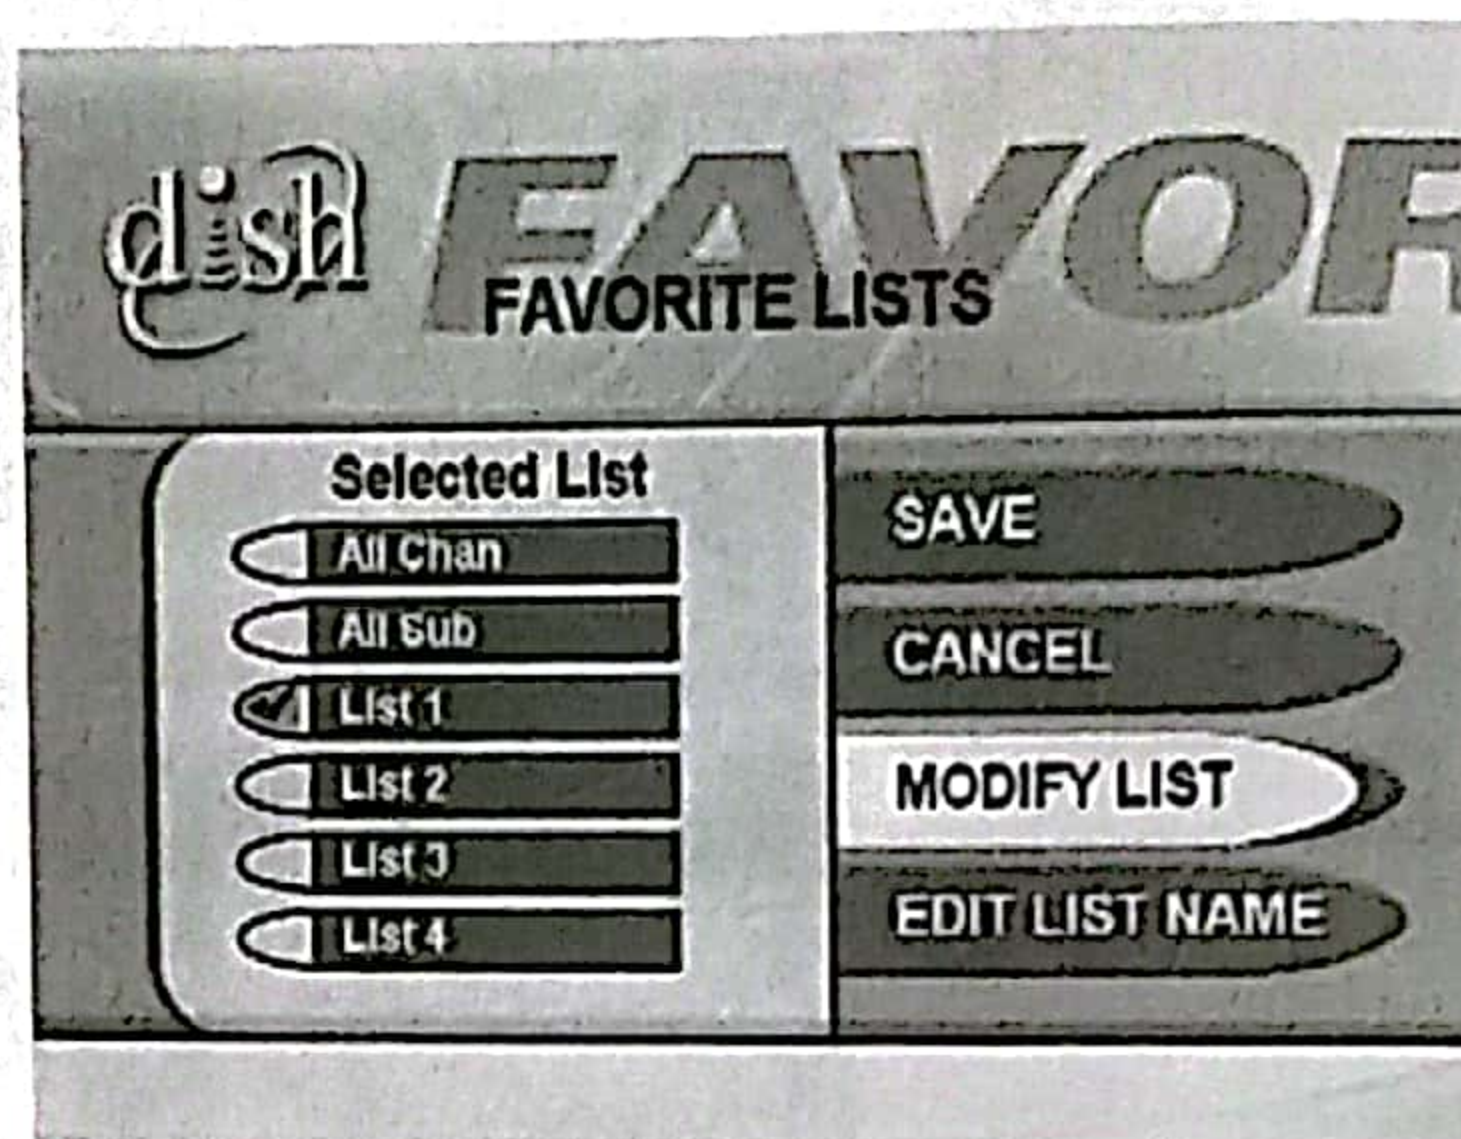 dish
FAVOR
FAVORITE LISTS
Selected List
All Chan
All Sub
List 1
List 2
List 3
List 4
SAVE
CANCEL
MODIFY LIST
EDIT LIST NAME